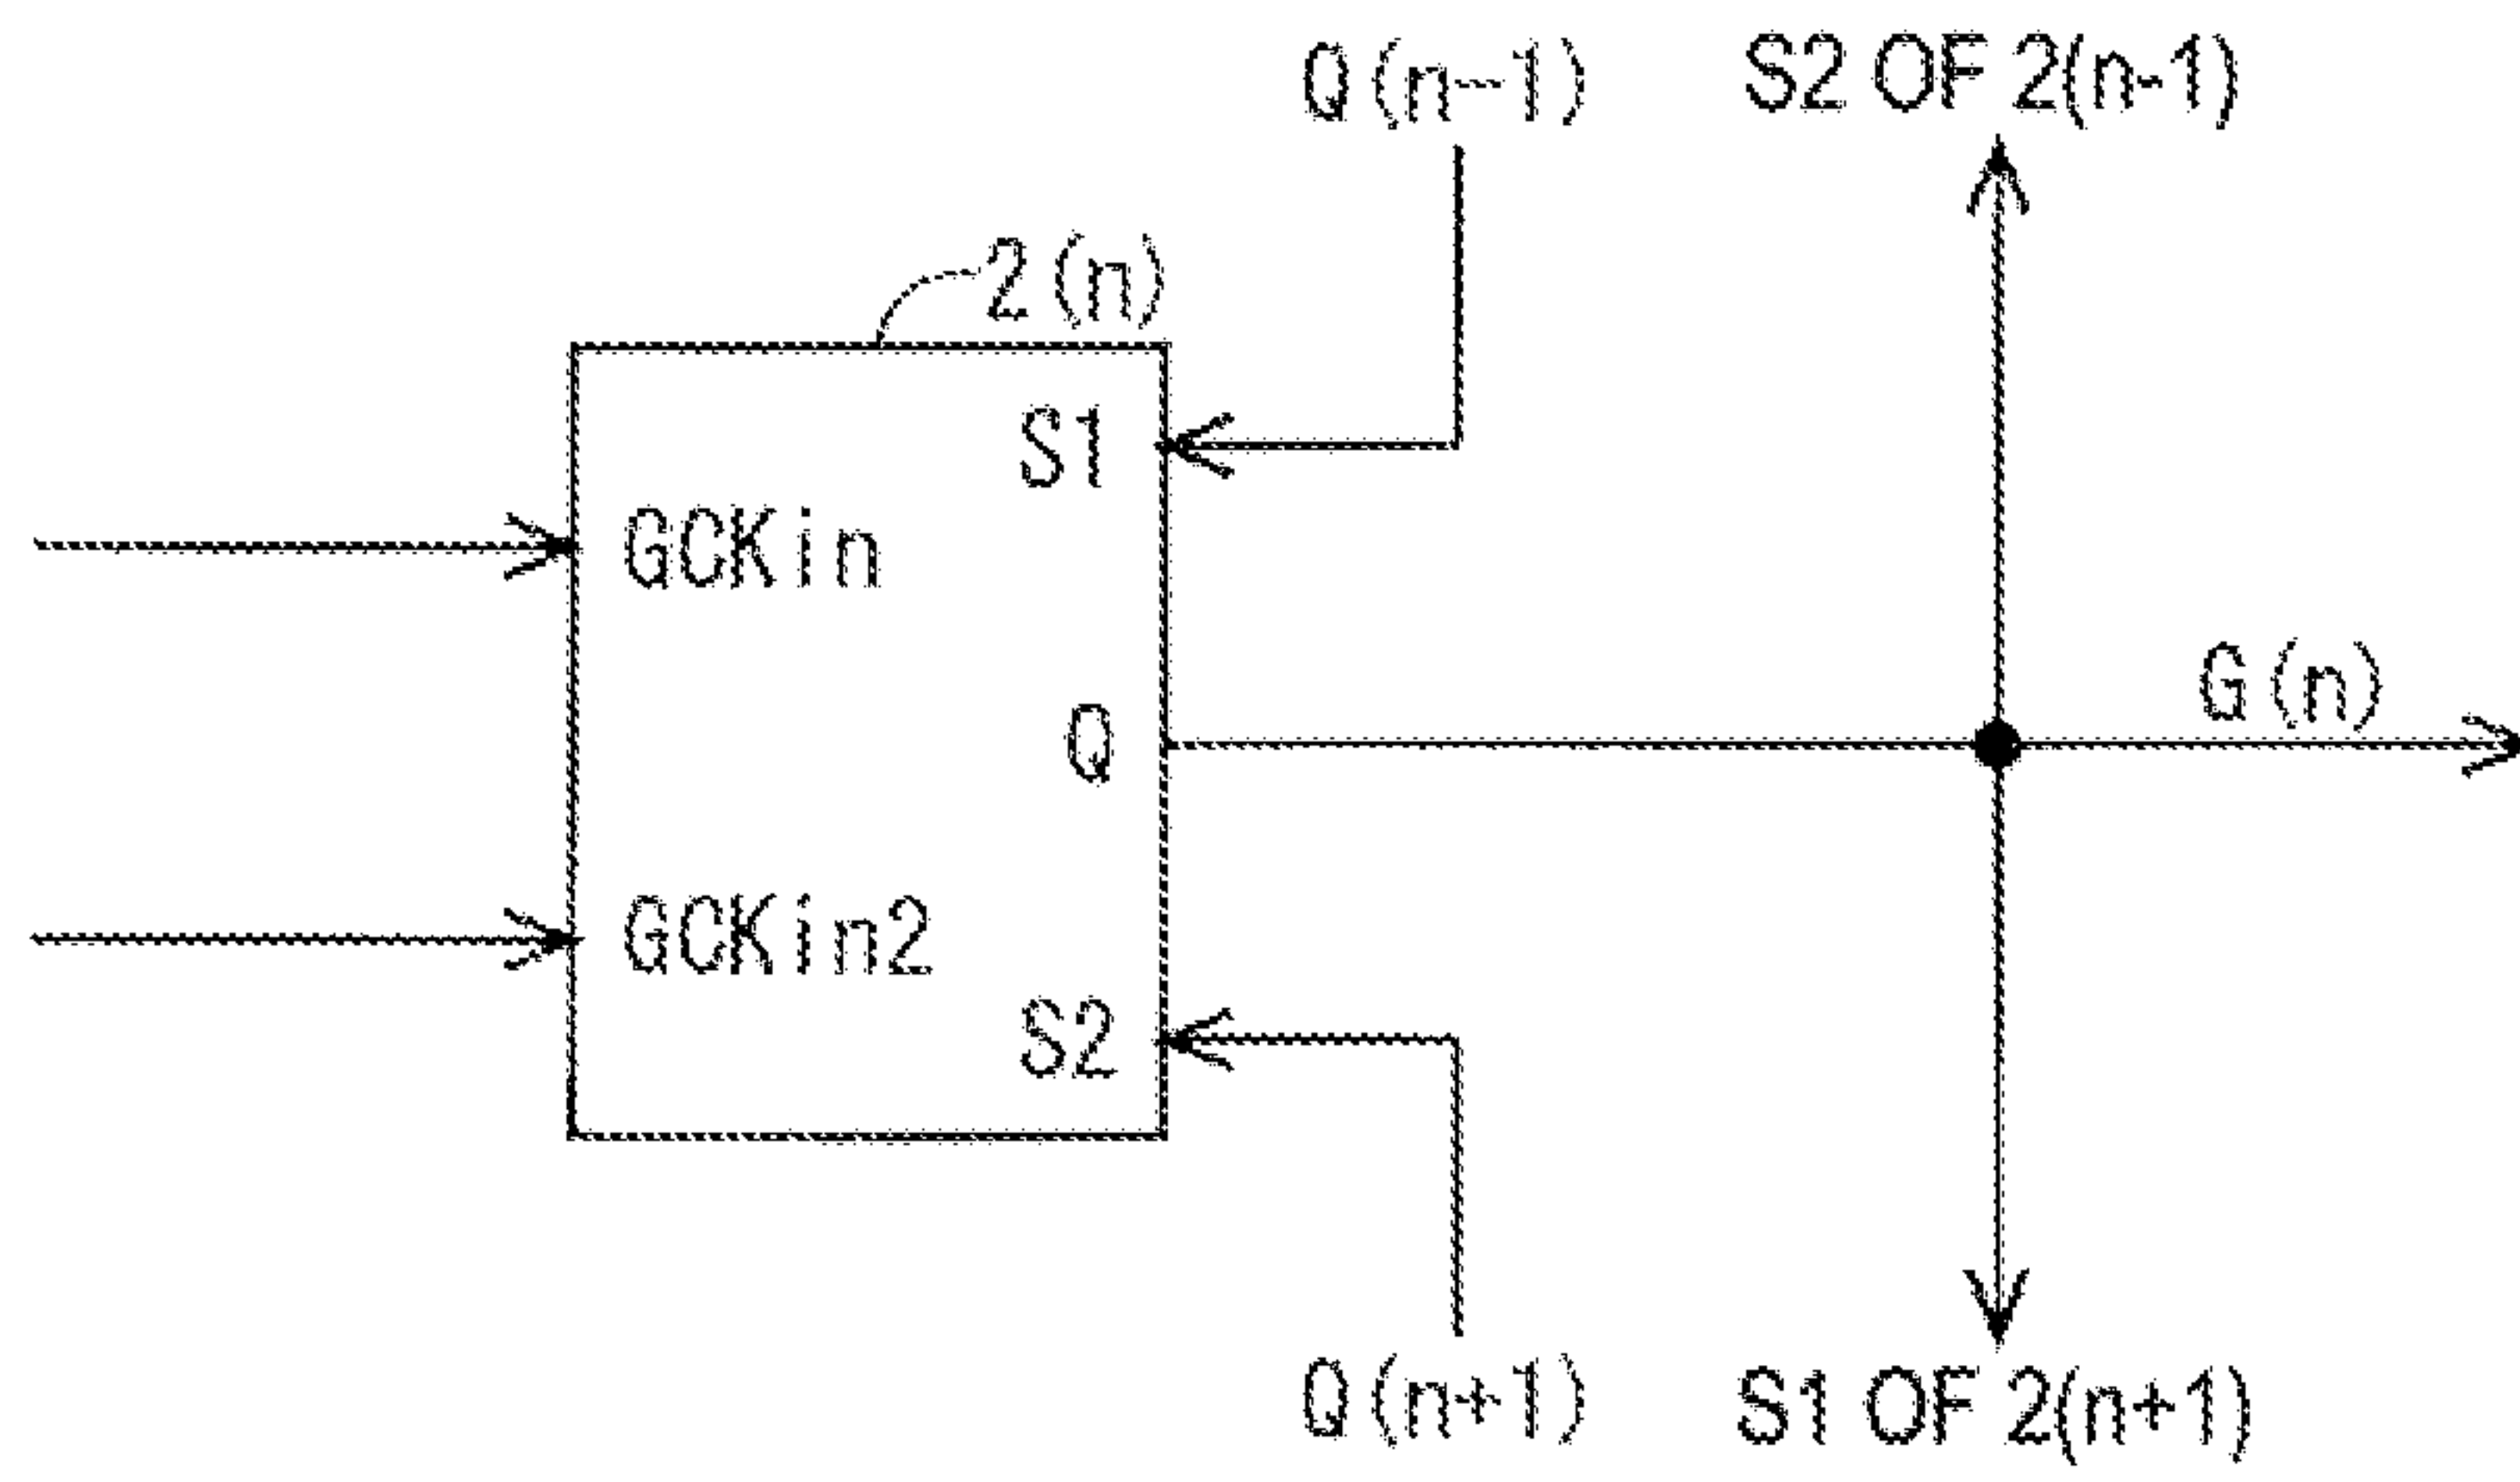 Q(n-1)
S2 OF 2(n-1)
2(n)
S1
GCKin
G(n)
Q
GCKin2
S2
Q(n+1)
S1 OF 2(n+1)